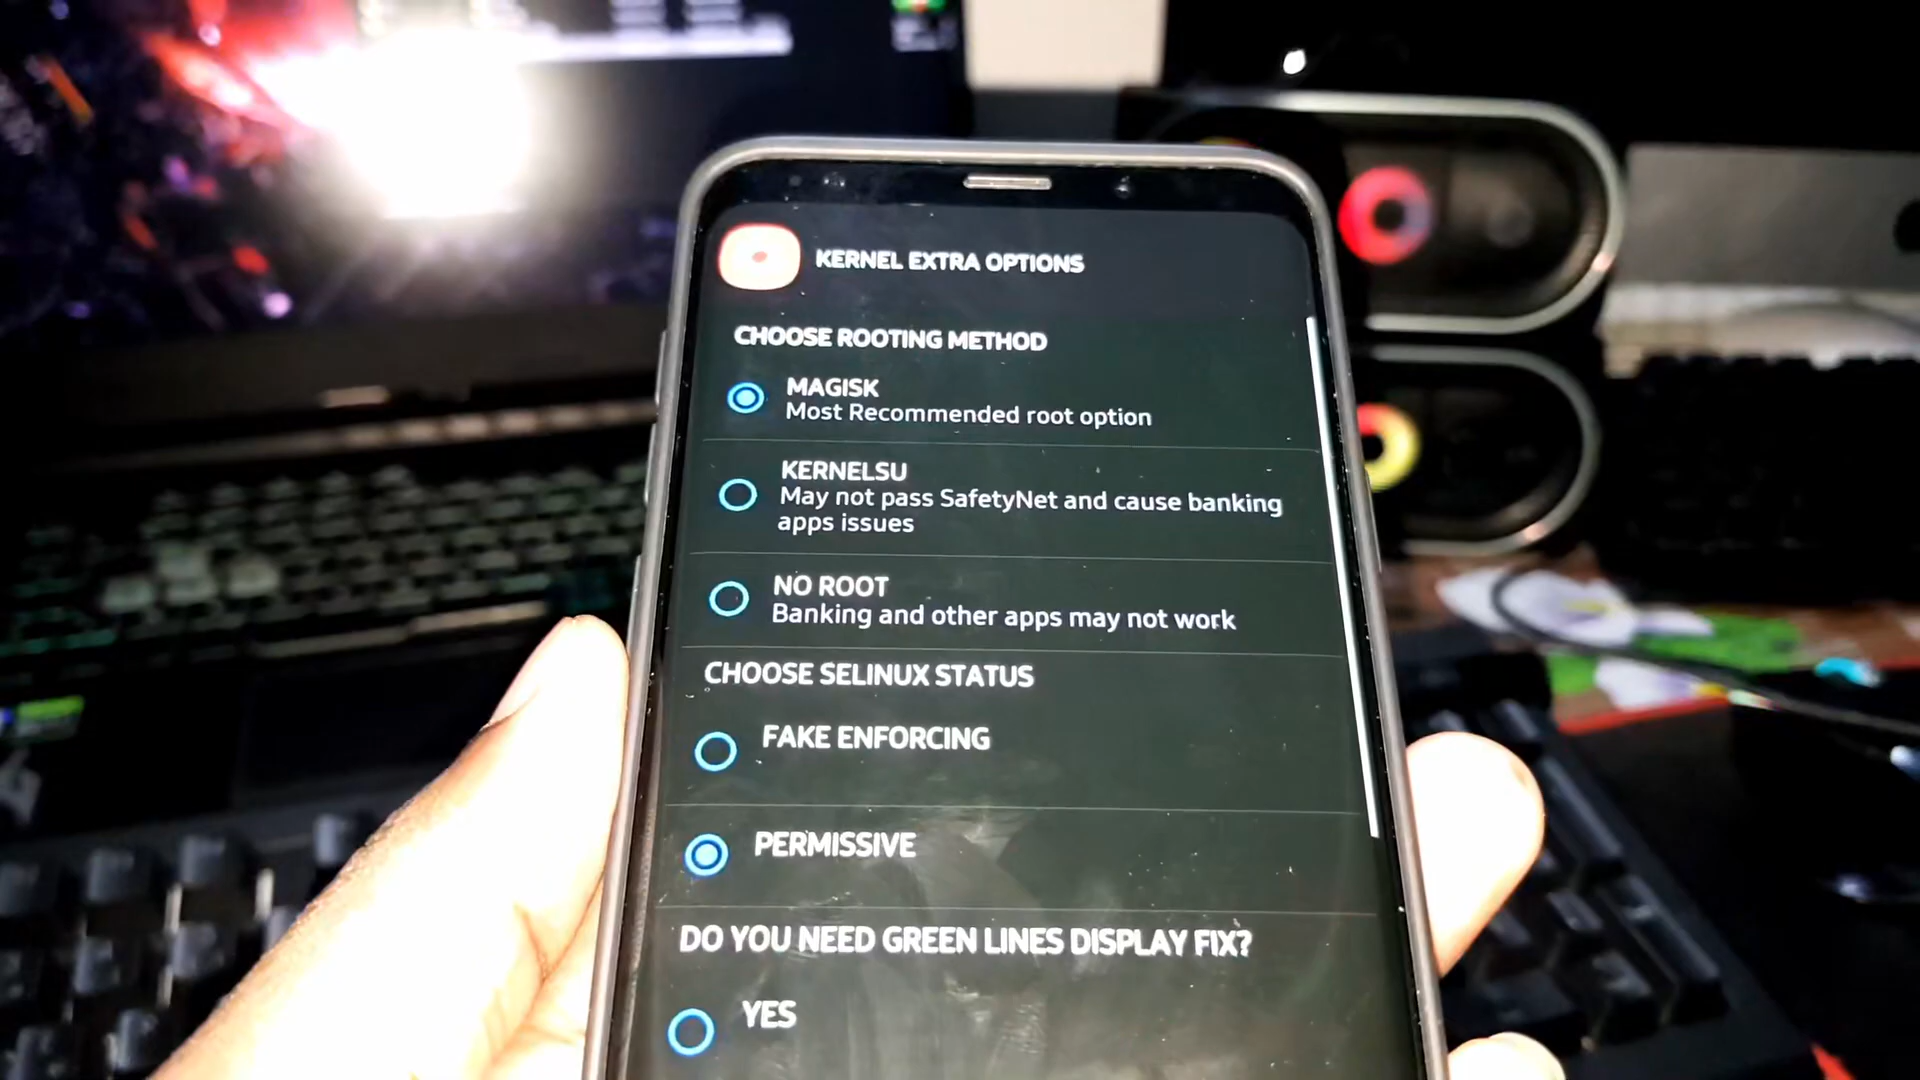 KERNEL EXTRA OPTIONS
CHOOSE ROOTING METHOD
MAGISK
Most Recommended root option
KERNELSU
May not pass SafetyNet and cause banking
apps issues
NO ROOT
Banking and other apps may not work
CHOOSE SELINUX STATUS
FAKE ENFORCING
PERMISSIVE
DO YOU NEED GREEN LINES DISPLAY FIX?
YES